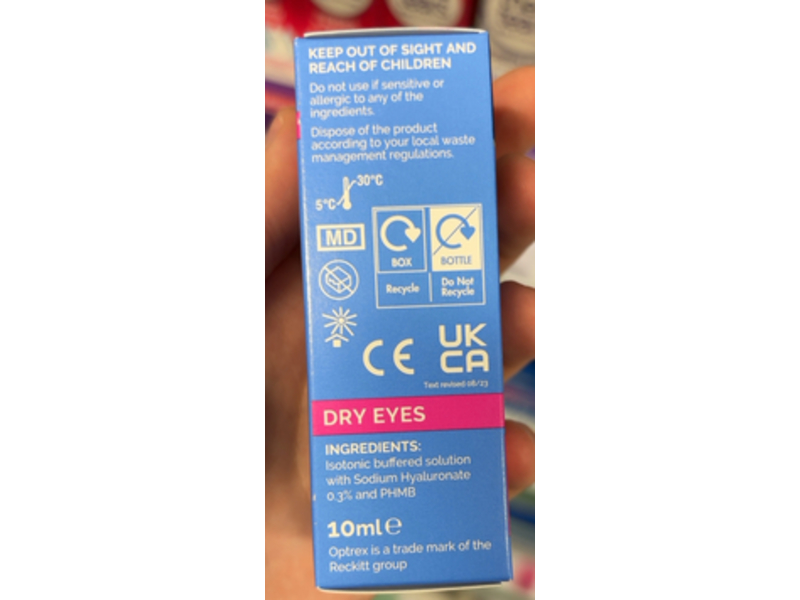 KEEP OUT OF SIGHT AND
REACH OF CHILDREN
Do not use if sensitive or
allergic to any of the
ingredients.
Dispose of the product
according to your local waste
management regulations.
30°C
5°C
MD
BOX
BOTTLE
Recycle
Do Not
Recycle
CE
UK
CA
Text revised 08/23
DRY EYES
INGREDIENTS:
Isotonic buffered solution
with Sodium Hyaluronate
0.3% and PHMB
10ml e
Optrex is a trade mark of the
Reckitt group